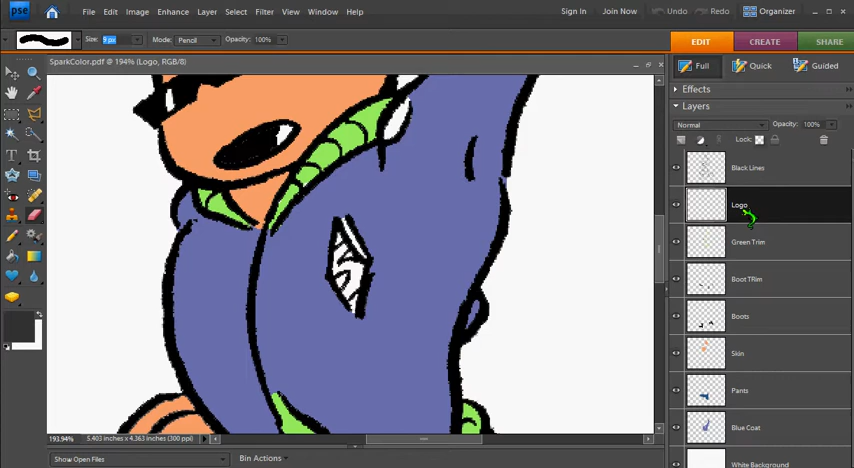 pse File Edit Image Enhance Layer Select Filter View Window Help Sign In Join Now Undo Redo Organizer
Size: 9 px Mode: Pencil Opacity: 100% EDIT CREATE SHARE
SparkColor.pdf @ 194% (Logo, RGB/8) Full Quick Guided
Effects
Layers
Normal Opacity: 100%
Lock:
Black Lines
Logo
Green Trim
Boot TRim
Boots
Skin
Pants
Blue Coat
193.94% 5.403 inches x 4.363 inches (300 ppi)
Show Open Files Bin Actions White Background